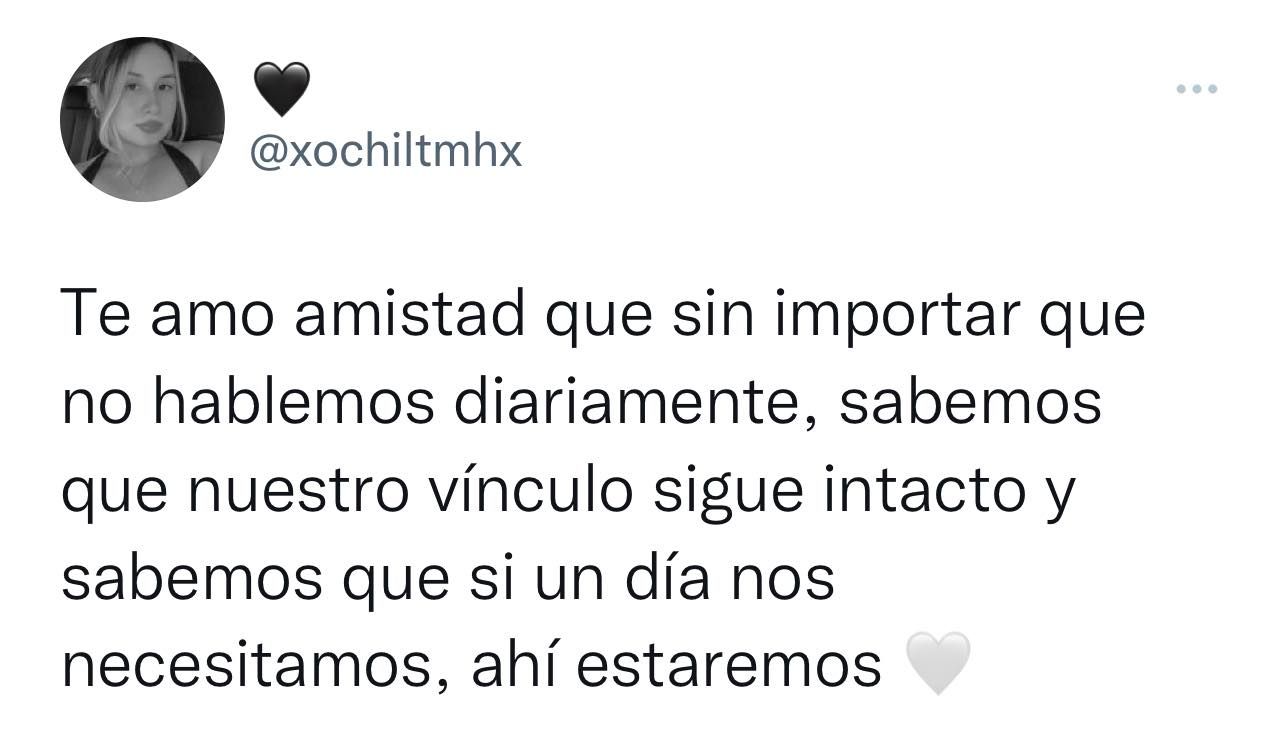 🖤
@xochiltmhx
Te amo amistad que sin importar que
no hablemos diariamente, sabemos
que nuestro vínculo sigue intacto y
sabemos que si un día nos
necesitamos, ahí estaremos 🤍